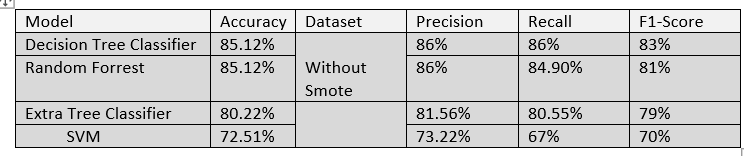 Model Accuracy Dataset Precision Recall F1-Score
Decision Tree Classifier 85.12% 86% 86% 83%
Random Forrest 85.12% Without 86% 84.90% 81%
Smote
Extra Tree Classifier 80.22% 81.56% 80.55% 79%
SVM 72.51% 73.22% 67% 70%